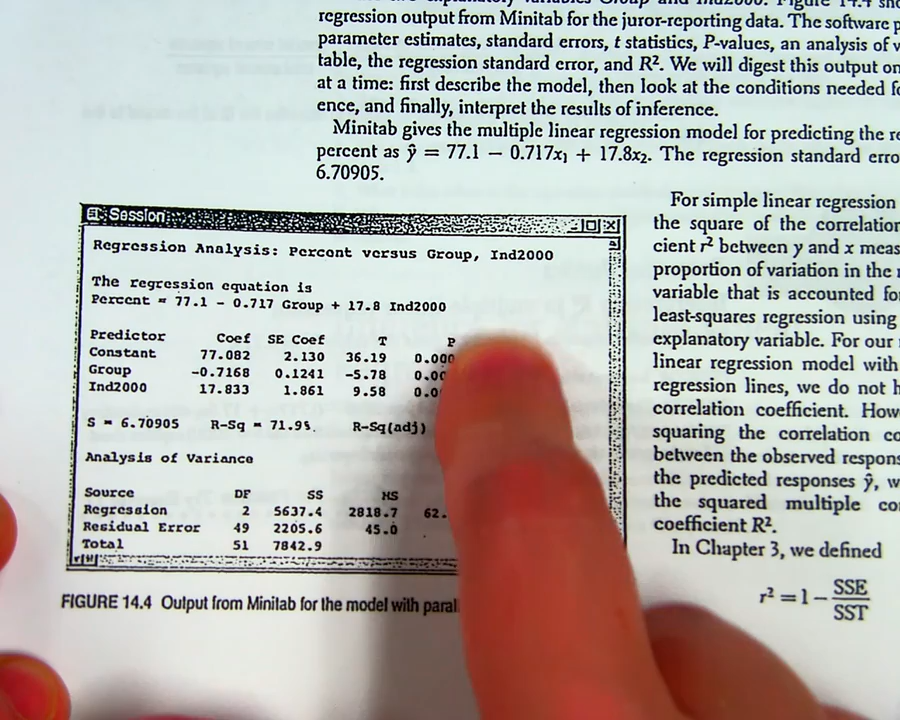 regression output from Minitab for the juror-reporting data. The software
parameter estimates, standard errors, t statistics, P-values, an analysis of
table, the regression standard error, and R². We will digest this output
at a time: first describe the model, then look at the conditions needed
ence, and finally, interpret the results of inference.
Minitab gives the multiple linear regression model for predicting the
percent as ŷ = 77.1 − 0.717x₁ + 17.8x₂. The regression standard
6.70905.
Session
Regression Analysis: Percent versus Group, Ind2000
The regression equation is
Percent = 77.1 - 0.717 Group + 17.8 Ind2000
Predictor Coef SE Coef T P
Constant 77.082 2.130 36.19 0.000
Group -0.7168 0.1241 -5.78
Ind2000 17.833 1.861 9.58
S = 6.70905 R-Sq = 71.9% R-Sq(adj)
Analysis of Variance
Source DF SS MS
Regression 2 5637.4 2818.7 62.
Residual Error 49 2205.6 45.0
Total 51 7842.9
FIGURE 14.4 Output from Minitab for the model with
For simple linear regression
the square of the correlation
cient r² between y and x
proportion of variation in the
variable that is accounted
least-squares regression using
explanatory variable. For our
linear regression model with
regression lines, we do not
correlation coefficient.
squaring the correlation
between the observed
the predicted responses ŷ,
the squared multiple
coefficient R².
In Chapter 3, we defined
r² = 1 − SSE
SST